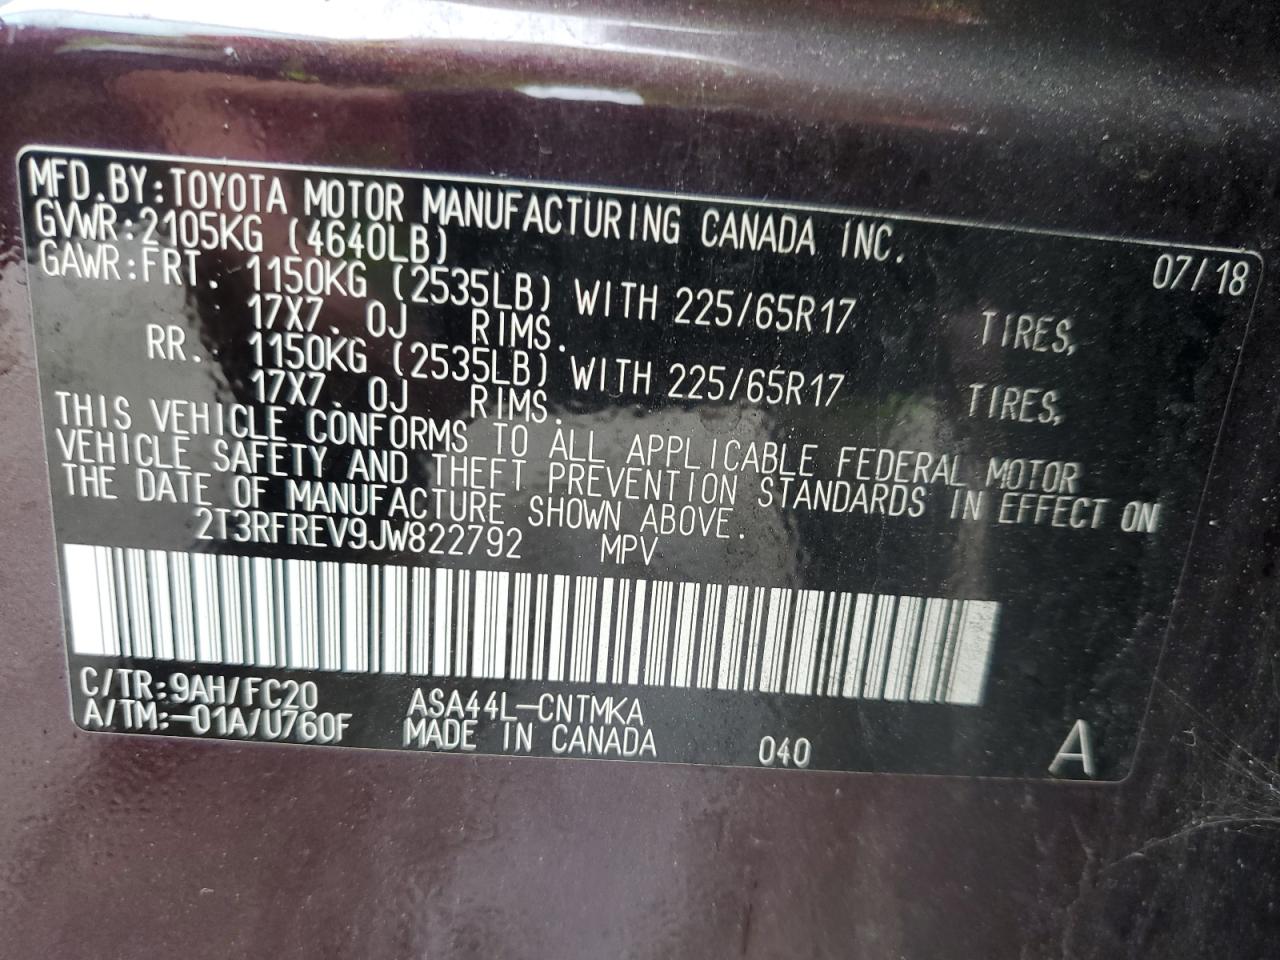 MFD.BY:TOYOTA MOTOR MANUFACTURING CANADA INC.
GVWR:2105KG (4640LB) 07/18
GAWR:FRT. 1150KG (2535LB) WITH 225/65R17 TIRES,
17X7.0J RIMS.
RR. 1150KG (2535LB) WITH 225/65R17 TIRES,
17X7.0J RIMS.
THIS VEHICLE CONFORMS TO ALL APPLICABLE FEDERAL MOTOR
VEHICLE SAFETY AND THEFT PREVENTION STANDARDS IN EFFECT ON
THE DATE OF MANUFACTURE SHOWN ABOVE.
2T3RFREV9JW822792 MPV
C/TR:9AH/FC20 ASA44L-CNTMKA
A/TM:-01A/U760F MADE IN CANADA 040 A